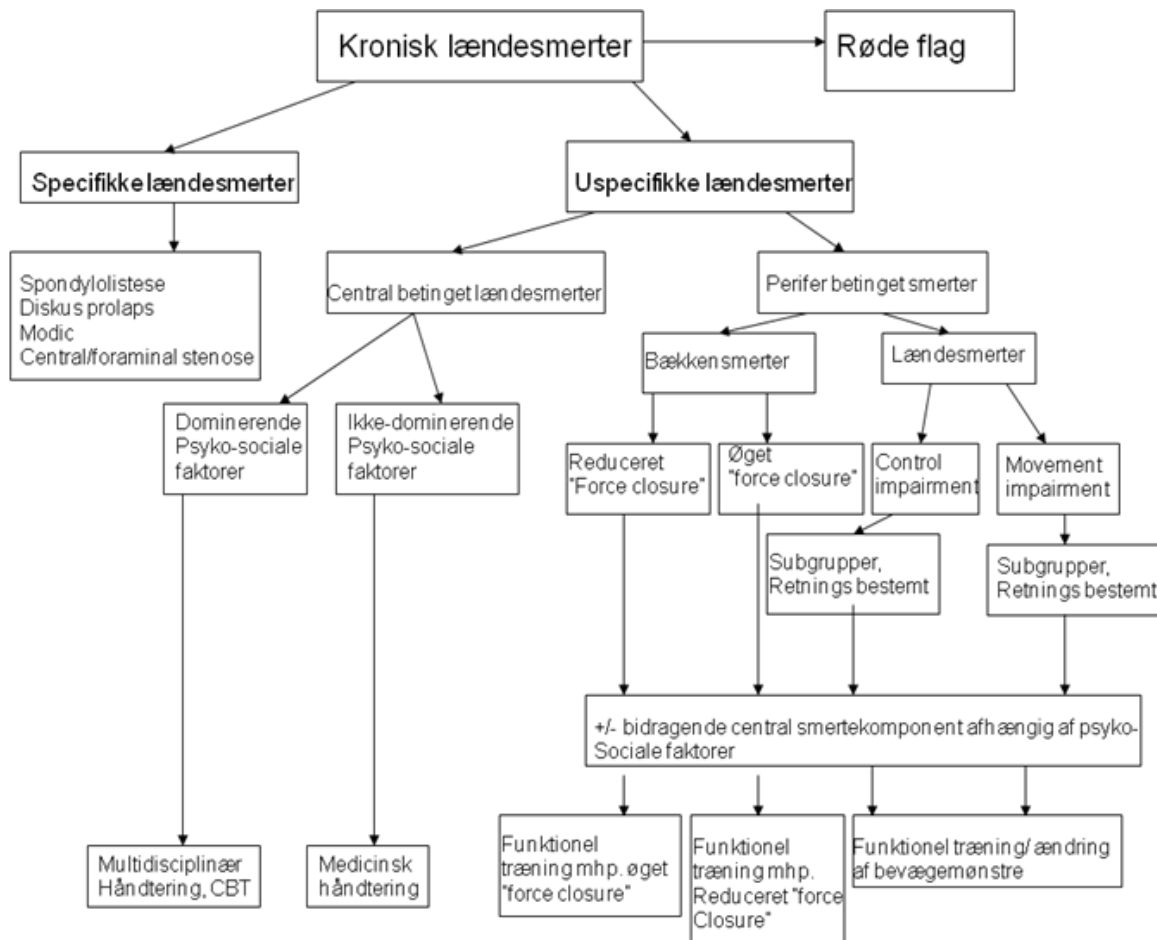 Kronisk lændesmerter
Røde flag
Specifikke lændesmerter
Uspecifikke lændesmerter
Spondylolistese
Diskus prolaps
Modic
Central/foraminal stenose
Central betinget lændesmerter
Perifer betinget smerter
Bækkensmerter
Lændesmerter
Dominerende
Psyko-sociale
faktorer
Ikke-dominerende
Psyko-sociale
faktorer
Reduceret
"Force closure"
Øget
"force closure"
Control
impairment
Movement
impairment
Subgrupper,
Retnings bestemt
Subgrupper,
Retnings bestemt
+/- bidragende central smertekomponent afhængig af psyko-
Sociale faktorer
Multidisciplinær
Håndtering, CBT
Medicinsk
håndtering
Funktionel
træning mhp. øget
"force closure"
Funktionel
træning mhp.
Reduceret "force
Closure"
Funktionel træning/ ændring
af bevægemønstre